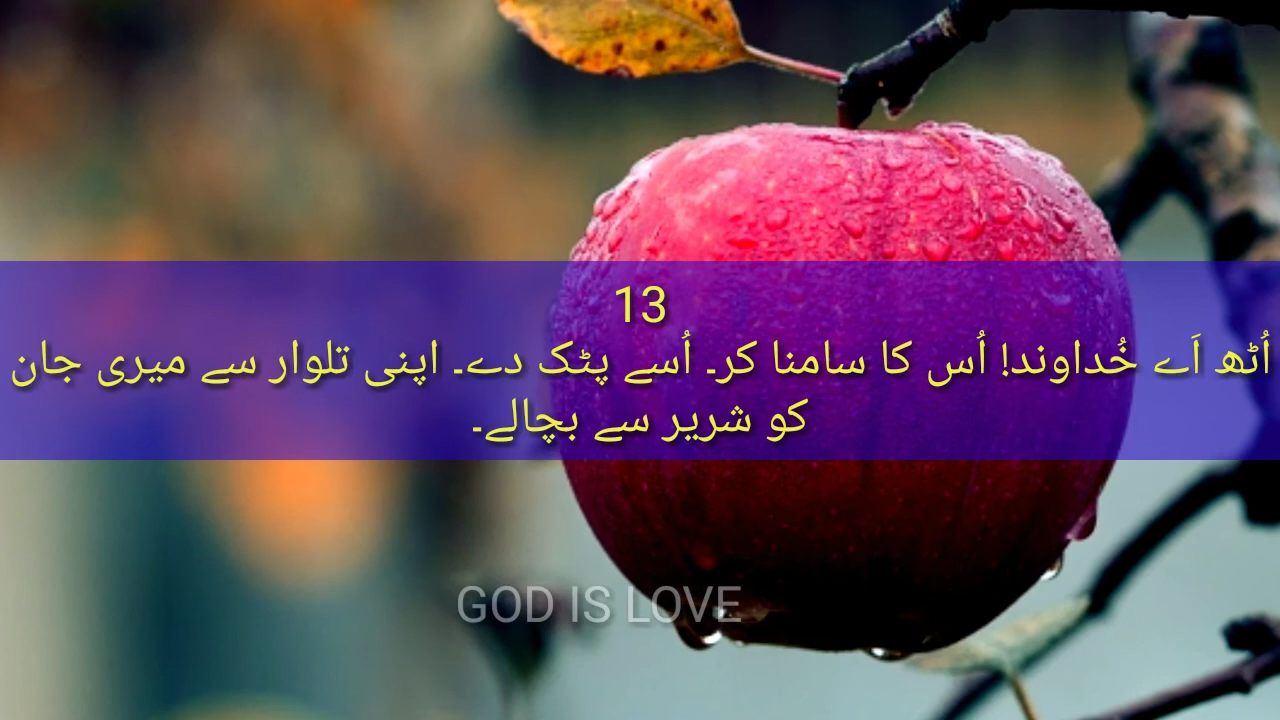 13
اُٹھ اَے خُداوند! اُس کا سامنا کر۔ اُسے پٹک دے۔ اپنی تلوار سے میری جان
کو شریر سے بچالے۔
GOD IS LOVE